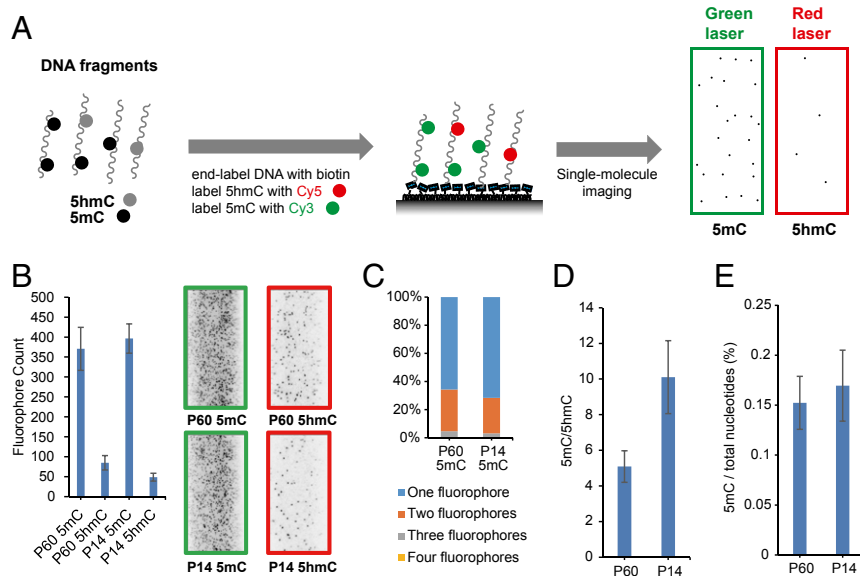 A
DNA fragments
5hmC
5mC
end-label DNA with biotin
label 5hmC with Cy5
label 5mC with Cy3
Single-molecule
imaging
Green
laser
Red
laser
5mC
5hmC
B
Fluorophore Count
500
450
400
350
300
250
200
150
100
50
0
P60 5mC
P60 5hmC
P14 5mC
P14 5hmC
P60 5mC
P60 5hmC
P14 5mC
P14 5hmC
C
100%
80%
60%
40%
20%
0%
P60
5mC
P14
5mC
One fluorophore
Two fluorophores
Three fluorophores
Four fluorophores
D
5mC/5hmC
14
12
10
8
6
4
2
0
P60
P14
E
5mC / total nucleotides (%)
0.25
0.2
0.15
0.1
0.05
0
P60
P14